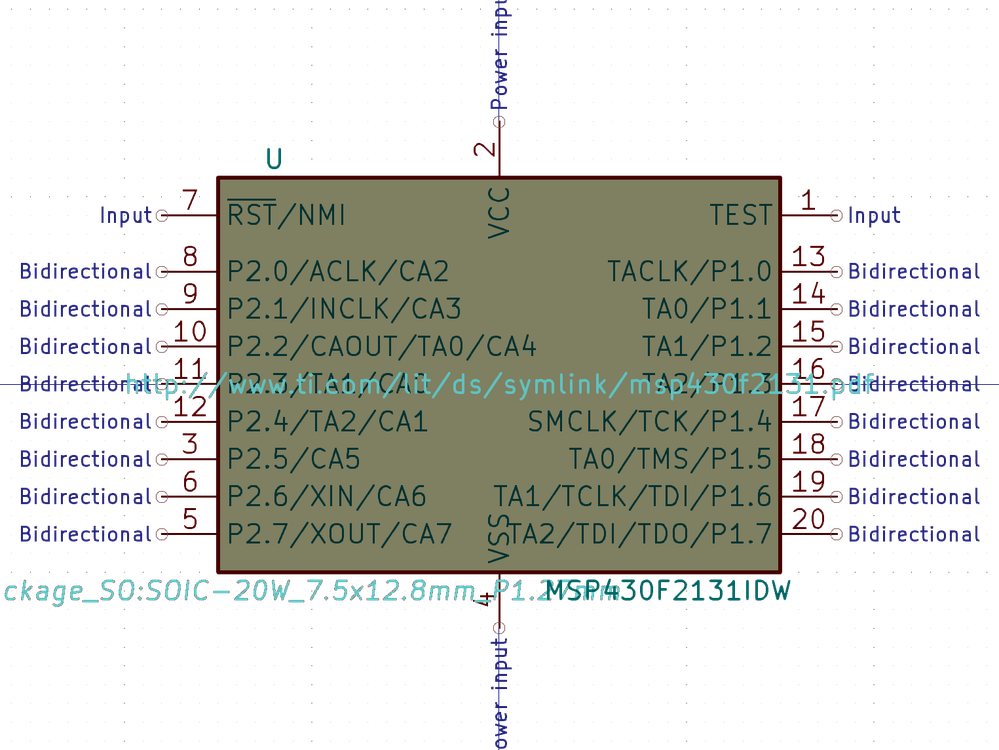 Power input
2
U
7
RST/NMI
VCC
TEST
1
Input
Input
Bidirectional
8
P2.0/ACLK/CA2
TACLK/P1.0
13
Bidirectional
Bidirectional
9
P2.1/INCLK/CA3
TA0/P1.1
14
Bidirectional
Bidirectional
10
P2.2/CAOUT/TA0/CA4
TA1/P1.2
15
Bidirectional
Bidirectional
11
P2.3/TA1/CA0
TA2/P1.3
16
Bidirectional
http://www.ti.com/lit/ds/symlink/msp430f2131.pdf
Bidirectional
12
P2.4/TA2/CA1
SMCLK/TCK/P1.4
17
Bidirectional
Bidirectional
3
P2.5/CA5
TA0/TMS/P1.5
18
Bidirectional
Bidirectional
6
P2.6/XIN/CA6
TA1/TCLK/TDI/P1.6
19
Bidirectional
Bidirectional
5
P2.7/XOUT/CA7
VSS
TA2/TDI/TDO/P1.7
20
Bidirectional
ckage_SO:SOIC-20W_7.5x12.8mm_P1.27mm
MSP430F2131IDW
4
ower input